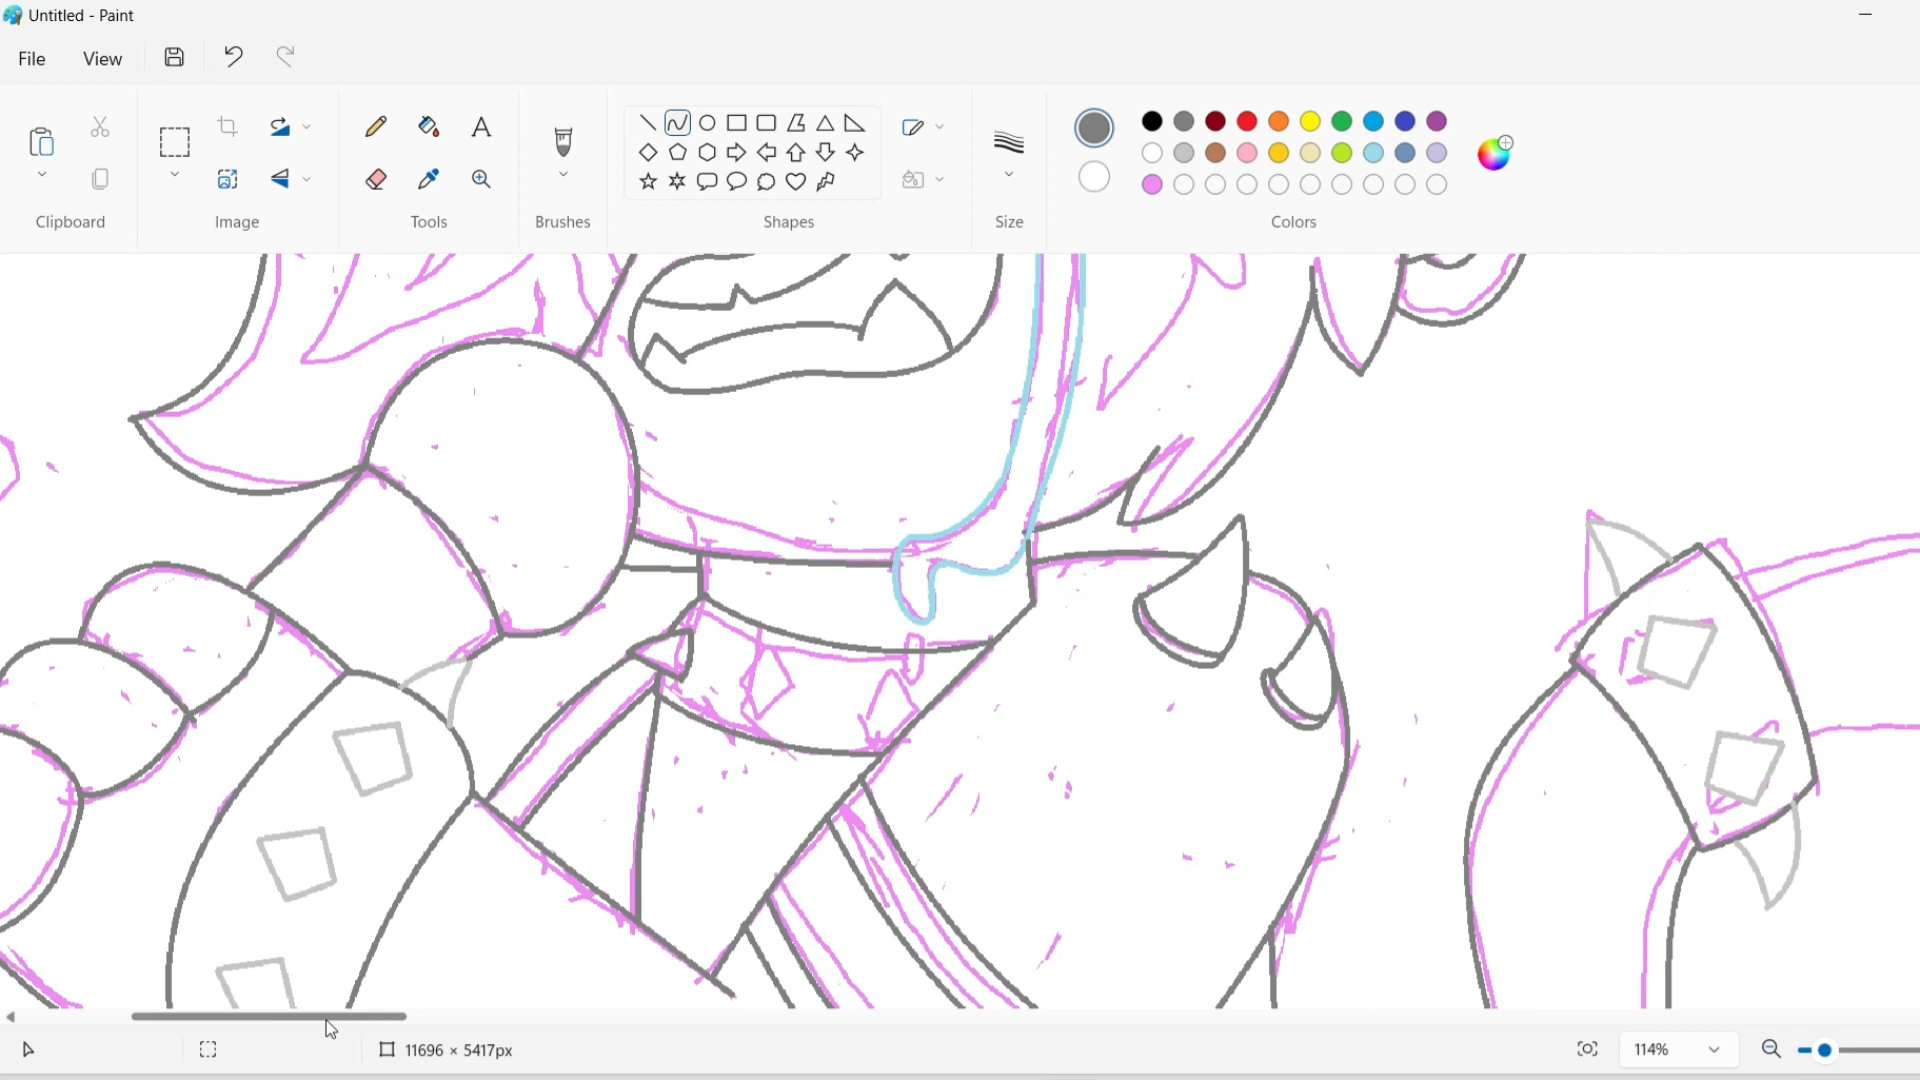 Untitled - Paint
File View
Clipboard
Image
Tools
Brushes
Shapes
Size
Colors
11696 × 5417px
114%